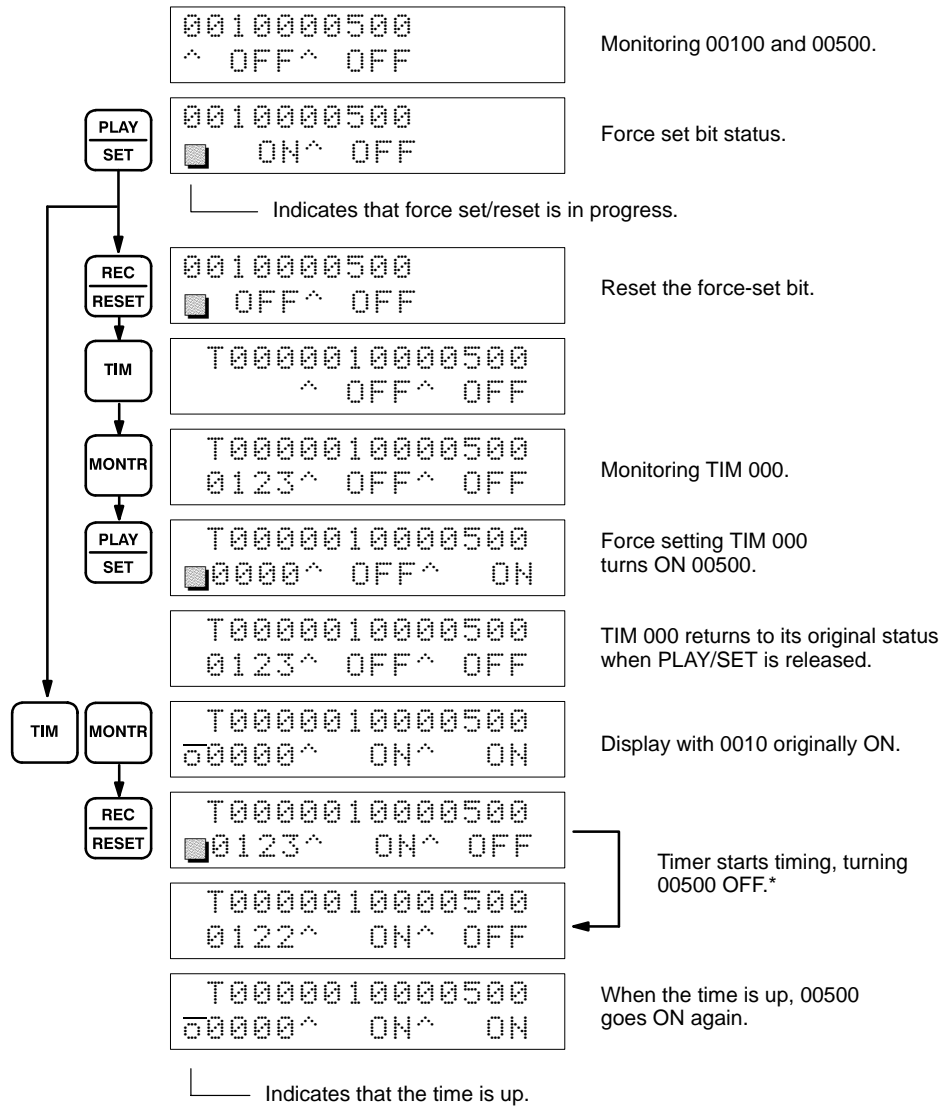 0010000500
^ OFF^ OFF
Monitoring 00100 and 00500.
PLAY
SET
0010000500
ON^ OFF
Force set bit status.
Indicates that force set/reset is in progress.
REC
RESET
0010000500
OFF^ OFF
Reset the force-set bit.
TIM
T0000010000500
^ OFF^ OFF
MONTR
T0000010000500
0123^ OFF^ OFF
Monitoring TIM 000.
PLAY
SET
T0000010000500
0000^ OFF^ ON
Force setting TIM 000
turns ON 00500.
T0000010000500
0123^ OFF^ OFF
TIM 000 returns to its original status
when PLAY/SET is released.
TIM
MONTR
T0000010000500
o̅0000^ ON^ ON
Display with 0010 originally ON.
REC
RESET
T0000010000500
0123^ ON^ OFF
Timer starts timing, turning
00500 OFF.*
T0000010000500
0122^ ON^ OFF
T0000010000500
o̅0000^ ON^ ON
When the time is up, 00500
goes ON again.
Indicates that the time is up.